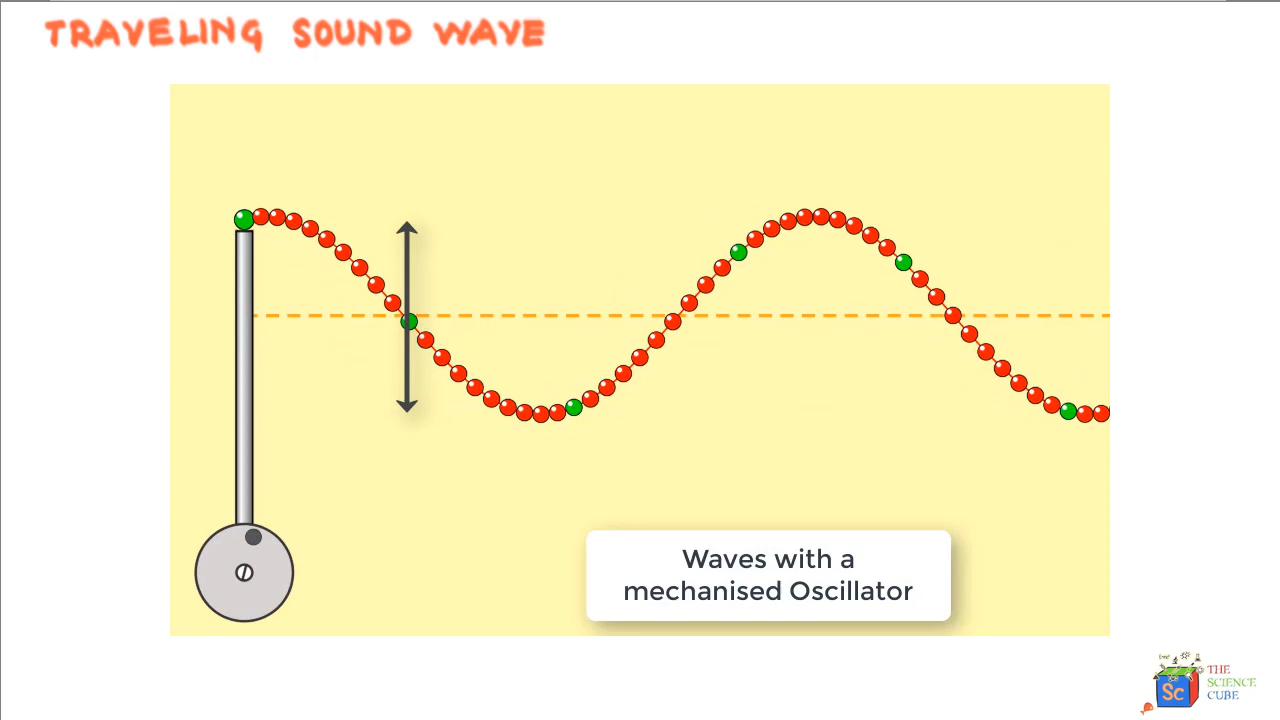 TRAVELING SOUND WAVE
Waves with a
mechanised Oscillator
Sc
THE
SCIENCE
CUBE